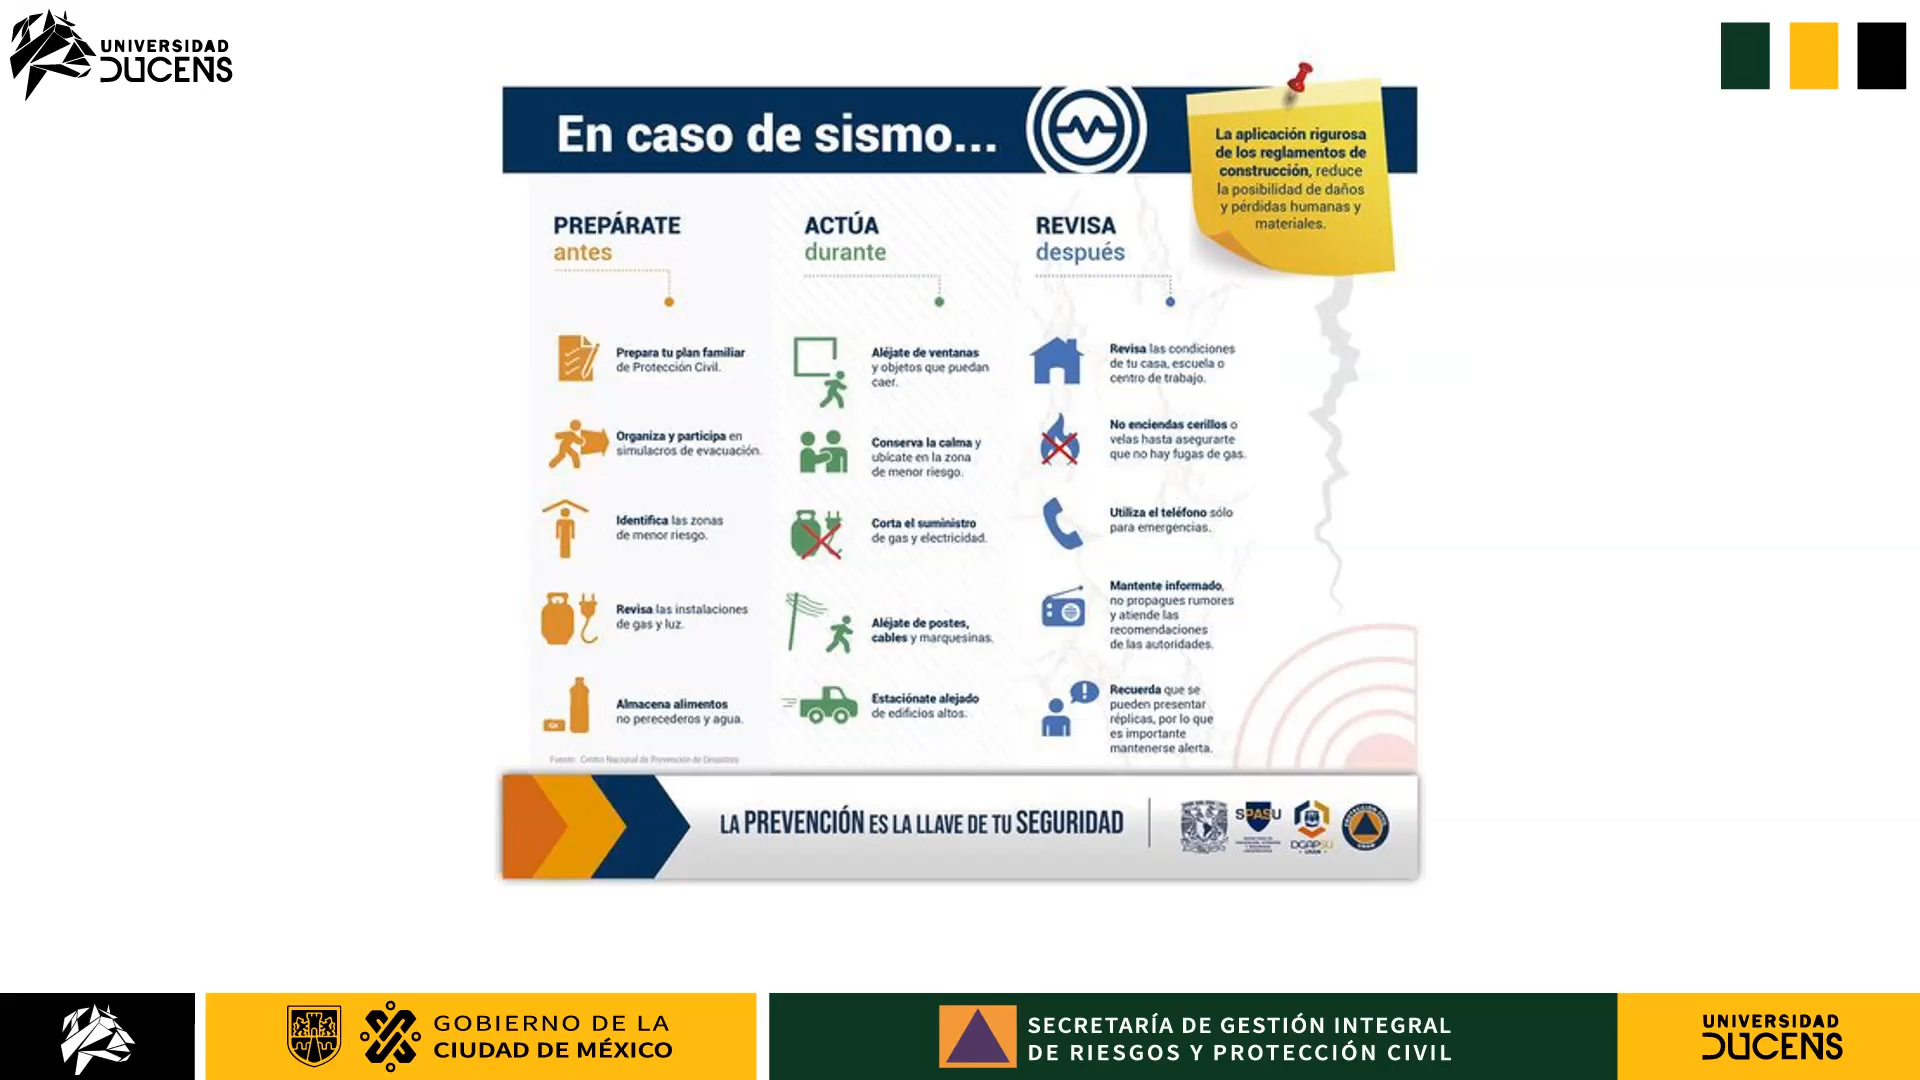 UNIVERSIDAD
DUCENS
En caso de sismo...
La aplicación rigurosa
de los reglamentos de
construcción, reduce
la posibilidad de daños
y pérdidas humanas y
materiales.
PREPÁRATE
antes
Prepara tu plan familiar
de Protección Civil.
Organiza y participa en
simulacros de evacuación.
Identifica las zonas
de menor riesgo.
Revisa las instalaciones
de gas y luz.
Almacena alimentos
no perecederos y agua.
Fuente: Centro Nacional de Prevención de Desastres
ACTÚA
durante
Aléjate de ventanas
y objetos que puedan
caer.
Conserva la calma y
ubícate en la zona
de menor riesgo.
Corta el suministro
de gas y electricidad.
Aléjate de postes,
cables y marquesinas.
Estaciónate alejado
de edificios altos.
REVISA
después
Revisa las condiciones
de tu casa, escuela o
centro de trabajo.
No enciendas cerillos o
velas hasta asegurarte
que no hay fugas de gas.
Utiliza el teléfono sólo
para emergencias.
Mantente informado,
no propagues rumores
y atiende las
recomendaciones
de las autoridades.
Recuerda que se
pueden presentar
réplicas, por lo que
es importante
mantenerse alerta.
LA PREVENCIÓN ES LA LLAVE DE TU SEGURIDAD
SPASU
DGAPSU
GOBIERNO DE LA
CIUDAD DE MÉXICO
SECRETARÍA DE GESTIÓN INTEGRAL
DE RIESGOS Y PROTECCIÓN CIVIL
UNIVERSIDAD
DUCENS